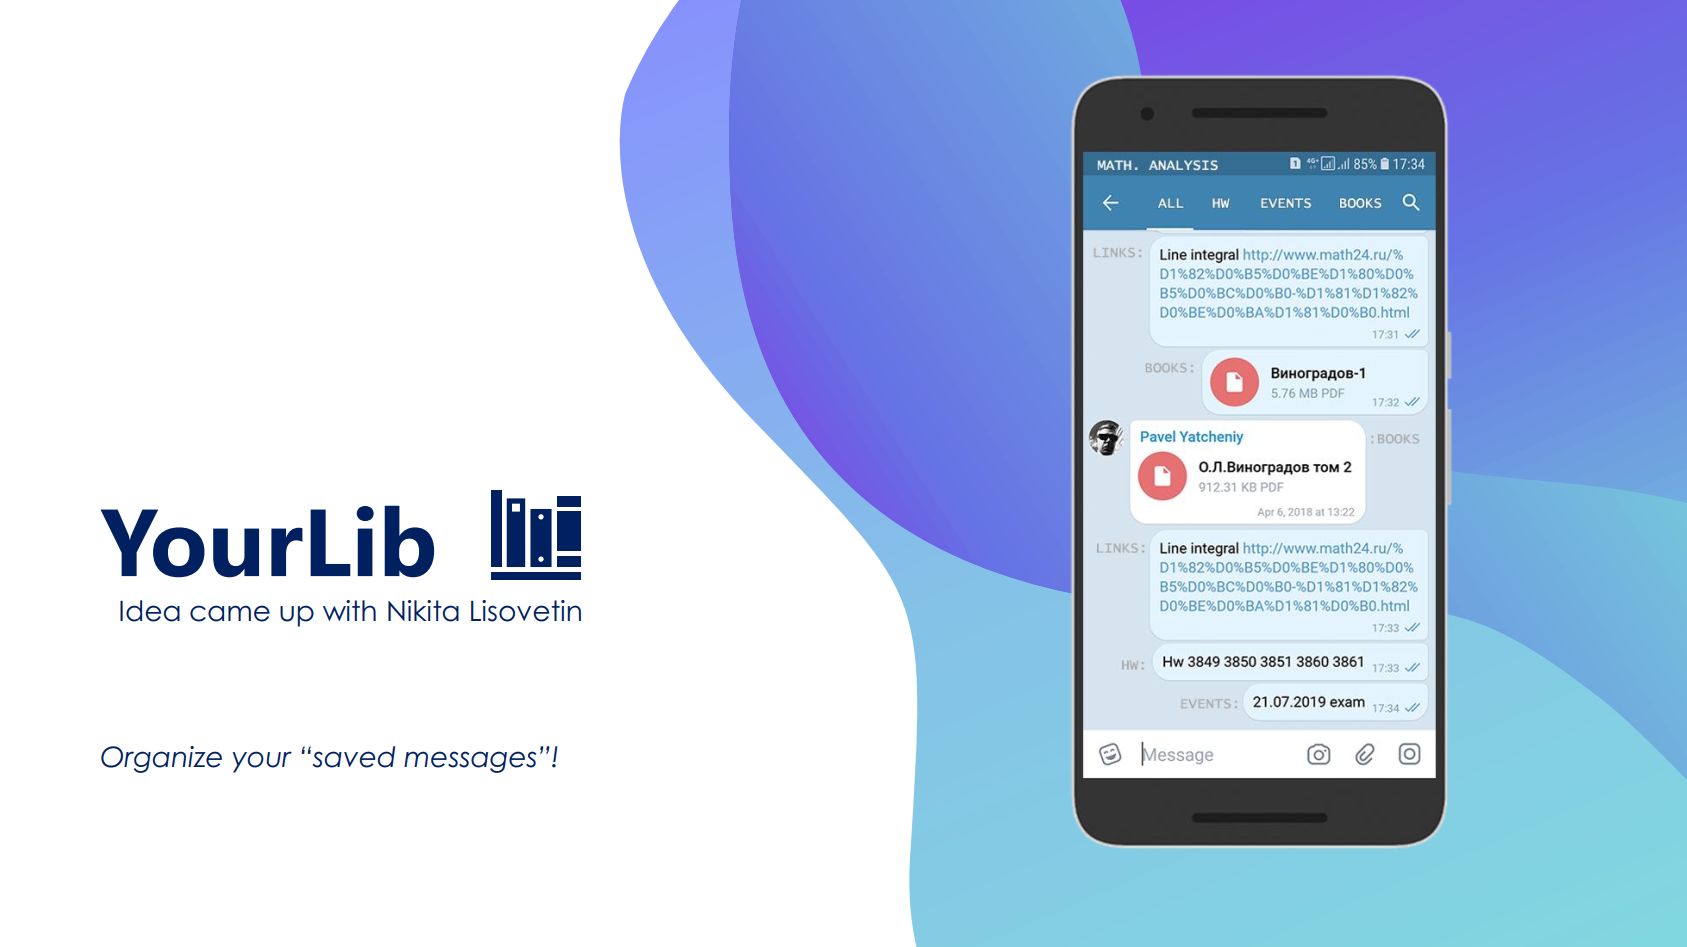 YourLib
Idea came up with Nikita Lisovetin
Organize your “saved messages”!
MATH. ANALYSIS 1 4G+ 85% 17:34
ALL HW EVENTS BOOKS
LINKS: Line integral http://www.math24.ru/%
D1%82%D0%B5%D0%BE%D1%80%D0%
B5%D0%BC%D0%B0-%D1%81%D1%82%
D0%BE%D0%BA%D1%81%D0%B0.html
17:31
BOOKS: Виноградов-1
5.76 MB PDF
17:32
Pavel Yatcheniy :BOOKS
О.Л.Виноградов том 2
912.31 KB PDF
Apr 6, 2018 at 13:22
LINKS: Line integral http://www.math24.ru/%
D1%82%D0%B5%D0%BE%D1%80%D0%
B5%D0%BC%D0%B0-%D1%81%D1%82%
D0%BE%D0%BA%D1%81%D0%B0.html
17:33
HW: Hw 3849 3850 3851 3860 3861 17:33
EVENTS: 21.07.2019 exam 17:34
Message